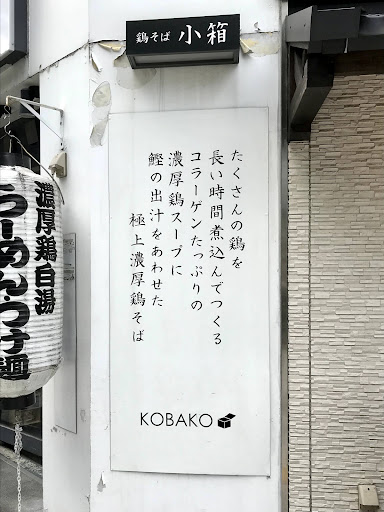 鶏そば 小箱
たくさんの鶏を
長い時間煮込んでつくる
コラーゲンたっぷりの
濃厚鶏スープに
鰹の出汁をあわせた
極上濃厚鶏そば
KOBAKO
濃厚鶏白湯
らーめん・つけ麺